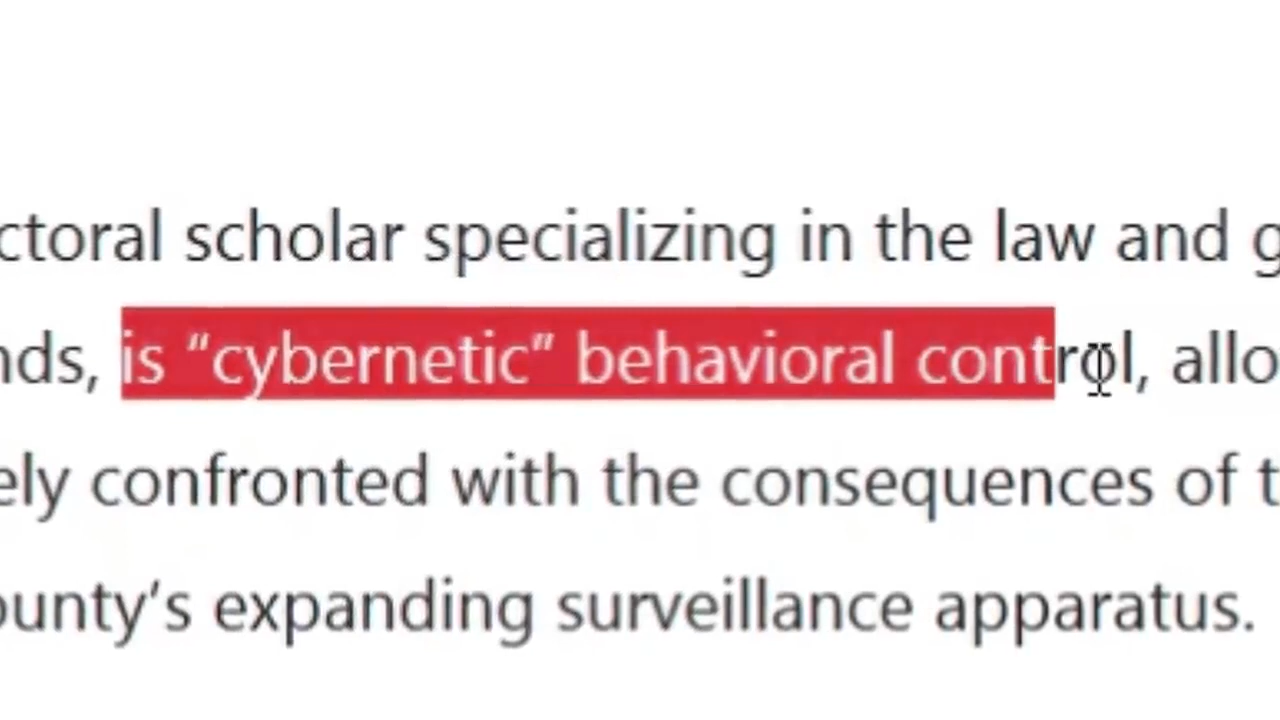 ctoral scholar specializing in the law and g
nds, is “cybernetic” behavioral control, allo
ely confronted with the consequences of t
ounty’s expanding surveillance apparatus.